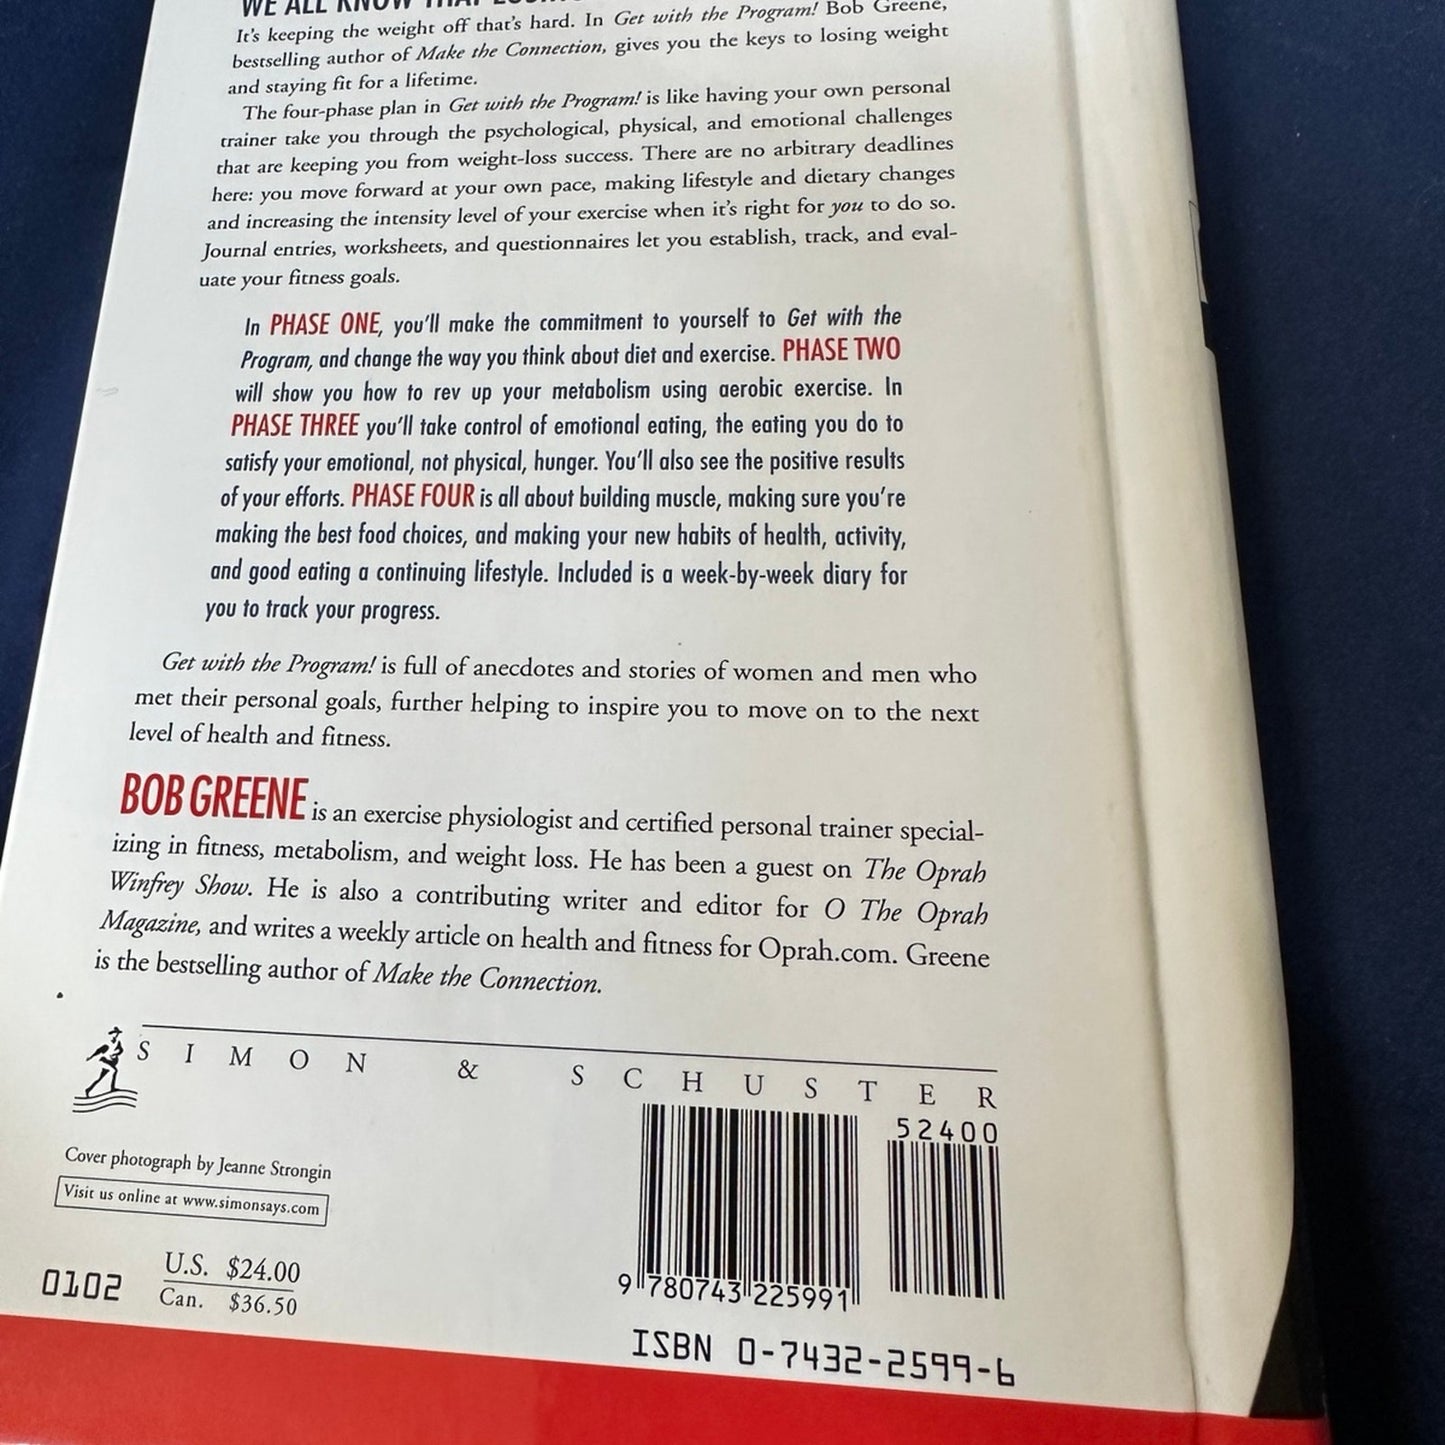 WE ALL KNOW THAT
It's keeping the weight off that's hard. In Get with the Program! Bob Greene,
bestselling author of Make the Connection, gives you the keys to losing weight
and staying fit for a lifetime.
The four-phase plan in Get with the Program! is like having your own personal
trainer take you through the psychological, physical, and emotional challenges
that are keeping you from weight-loss success. There are no arbitrary deadlines
here: you move forward at your own pace, making lifestyle and dietary changes
and increasing the intensity level of your exercise when it's right for you to do so.
Journal entries, worksheets, and questionnaires let you establish, track, and eval-
uate your fitness goals.
In PHASE ONE, you'll make the commitment to yourself to Get with the
Program, and change the way you think about diet and exercise. PHASE TWO
will show you how to rev up your metabolism using aerobic exercise. In
PHASE THREE you'll take control of emotional eating, the eating you do to
satisfy your emotional, not physical, hunger. You'll also see the positive results
of your efforts. PHASE FOUR is all about building muscle, making sure you're
making the best food choices, and making your new habits of health, activity,
and good eating a continuing lifestyle. Included is a week-by-week diary for
you to track your progress.
Get with the Program! is full of anecdotes and stories of women and men who
met their personal goals, further helping to inspire you to move on to the next
level of health and fitness.
BOB GREENE is an exercise physiologist and certified personal trainer special-
izing in fitness, metabolism, and weight loss. He has been a guest on The Oprah
Winfrey Show. He is also a contributing writer and editor for O The Oprah
Magazine, and writes a weekly article on health and fitness for Oprah.com. Greene
is the bestselling author of Make the Connection.
SIMON & SCHUSTER
52400
Cover photograph by Jeanne Strongin
Visit us online at www.simonsays.com
0102
U.S. $24.00
Can. $36.50
9 780743 225991
ISBN 0-7432-2599-6